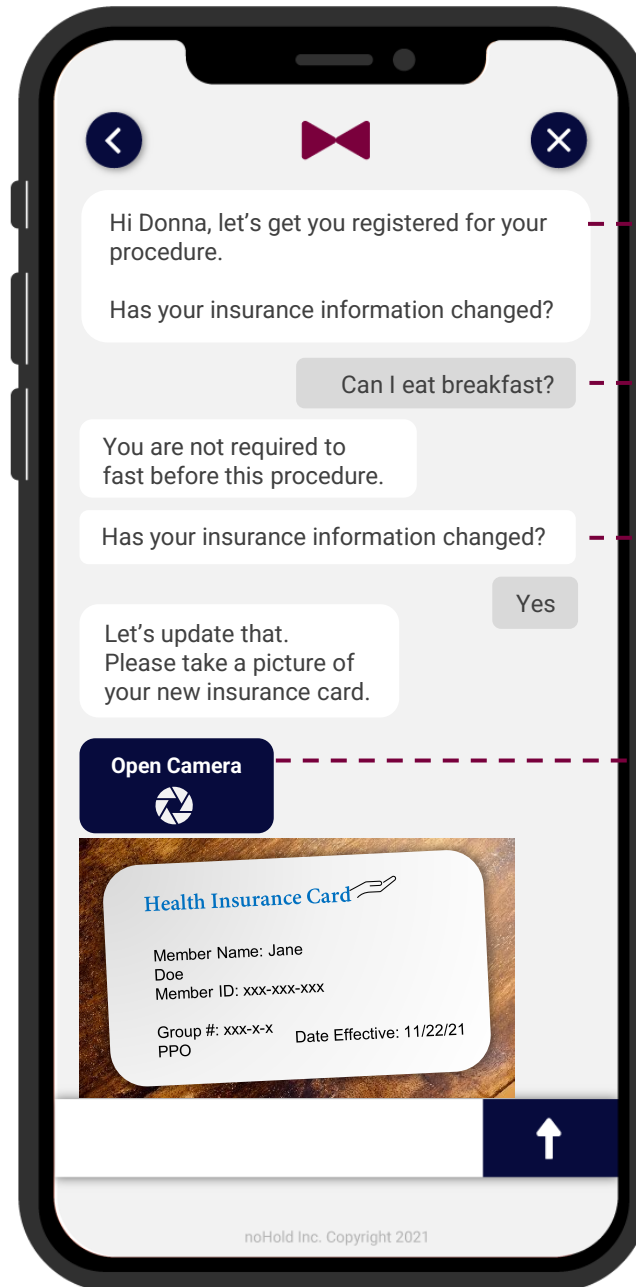 Hi Donna, let’s get you registered for your
procedure.
Has your insurance information changed?
Can I eat breakfast?
You are not required to
fast before this procedure.
Has your insurance information changed?
Yes
Let’s update that.
Please take a picture of
your new insurance card.
Open Camera
Health Insurance Card
Member Name: Jane
Doe
Member ID: xxx-xxx-xxx
Group #: xxx-x-x
PPO
Date Effective: 11/22/21
noHold Inc. Copyright 2021